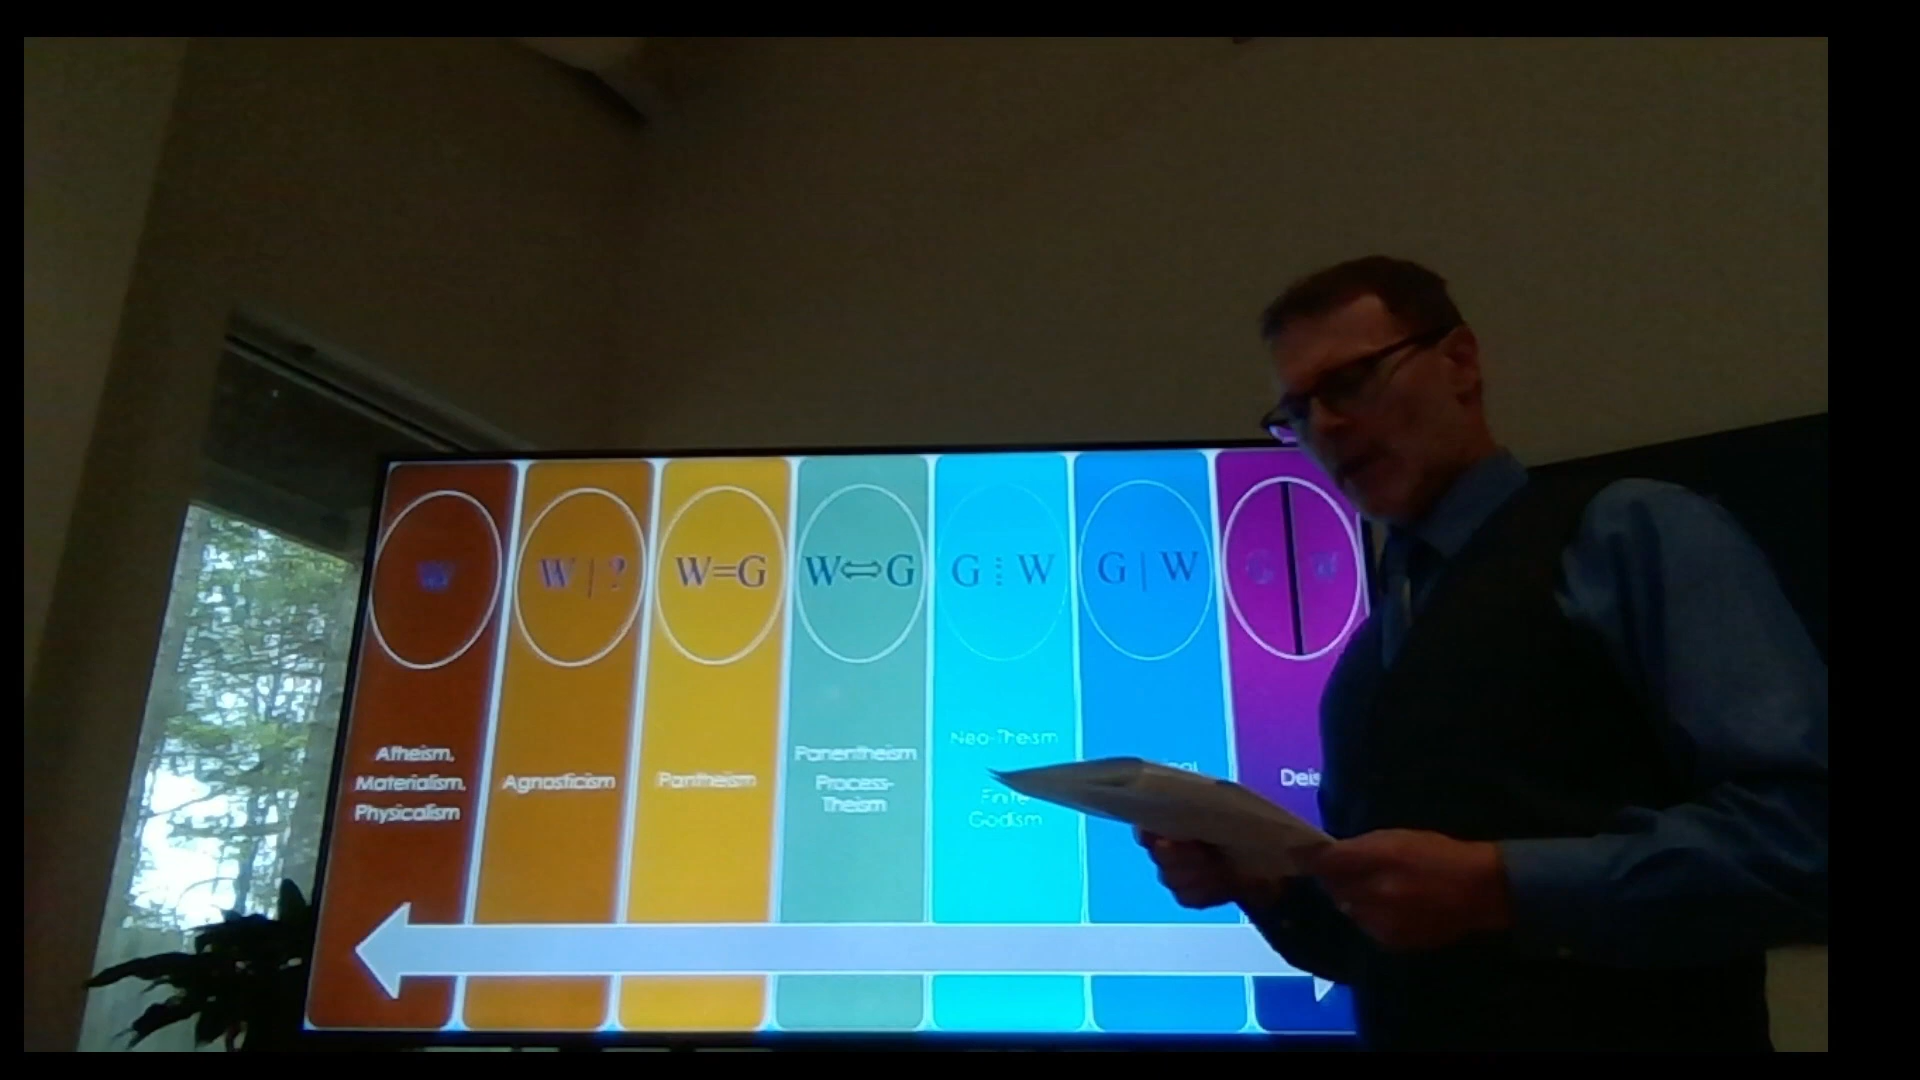 W
W | ?
W=G
W⇔G
G ⋮ W
G | W
G | W
Atheism,
Materialism,
Physicalism
Agnosticism
Pantheism
Panentheism
Process-
Theism
Neo-Theism
Finite
Godism